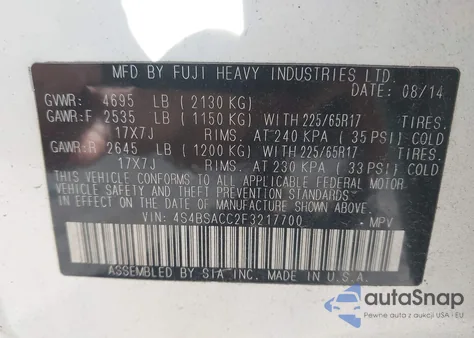 MFD BY FUJI HEAVY INDUSTRIES LTD.
DATE: 08/14
GVWR: 4695 LB (2130 KG)
GAWR:F 2535 LB (1150 KG) WITH 225/65R17 TIRES.
17X7J RIMS. AT 240 KPA (35 PSI) COLD
GAWR:R 2645 LB (1200 KG) WITH 225/65R17 TIRES.
17X7J RIMS. AT 230 KPA (33 PSI) COLD
THIS VEHICLE CONFORMS TO ALL APPLICABLE FEDERAL MOTOR
VEHICLE SAFETY AND BUMPER STANDARDS IN EFFECT ON THE DATE
OF MANUFACTURE SHOWN ABOVE.
VIN: 4S4BSACC2F3217700 MPV
ASSEMBLED BY SIA INC. MADE IN U.S.A.
autoSnap
Pewne auta z aukcji USA i EU